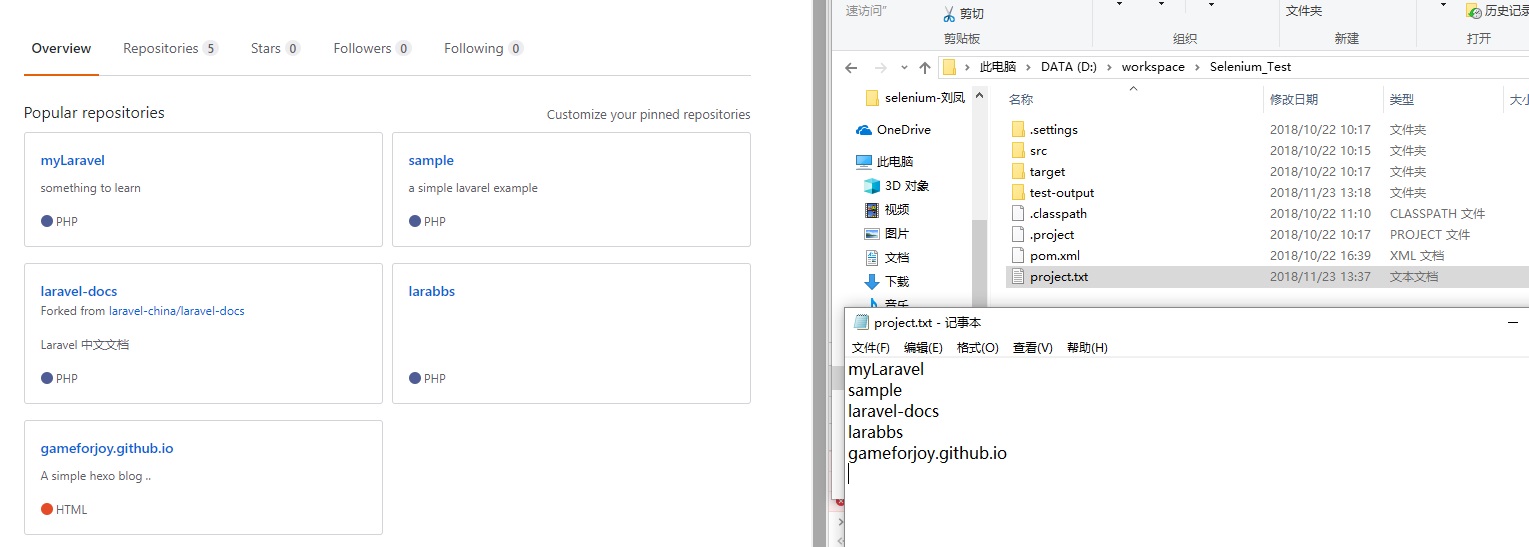 Overview Repositories 5 Stars 0 Followers 0 Following 0
Popular repositories Customize your pinned repositories
myLaravel
something to learn
PHP
sample
a simple lavarel example
PHP
laravel-docs
Forked from laravel-china/laravel-docs
Laravel 中文文档
PHP
larabbs
PHP
gameforjoy.github.io
A simple hexo blog ..
HTML
速访问" 剪切 文件夹 历史记录
剪贴板 组织 新建 打开
此电脑 DATA (D:) workspace Selenium_Test
selenium-刘凤
OneDrive
此电脑
3D 对象
视频
图片
文档
下载
音乐
名称 修改日期 类型 大小
.settings 2018/10/22 10:17 文件夹
src 2018/10/22 10:15 文件夹
target 2018/10/22 10:17 文件夹
test-output 2018/11/23 13:18 文件夹
.classpath 2018/10/22 11:10 CLASSPATH 文件
.project 2018/10/22 10:17 PROJECT 文件
pom.xml 2018/10/22 16:39 XML 文档
project.txt 2018/11/23 13:37 文本文档
project.txt - 记事本
文件(F) 编辑(E) 格式(O) 查看(V) 帮助(H)
myLaravel
sample
laravel-docs
larabbs
gameforjoy.github.io